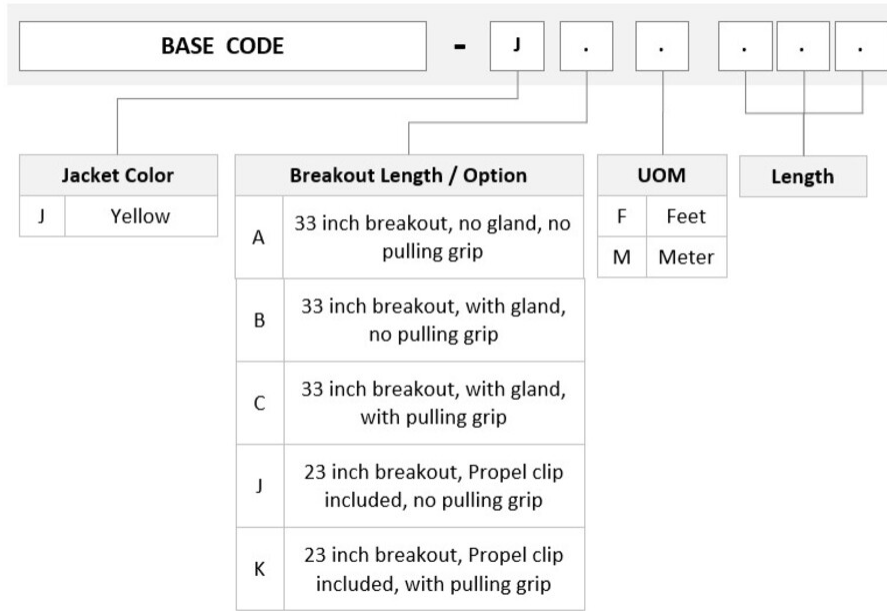 BASE CODE - J . . . . .
Jacket Color
J Yellow
Breakout Length / Option
A 33 inch breakout, no gland, no
pulling grip
B 33 inch breakout, with gland,
no pulling grip
C 33 inch breakout, with gland,
with pulling grip
J 23 inch breakout, Propel clip
included, no pulling grip
K 23 inch breakout, Propel clip
included, with pulling grip
UOM
F Feet
M Meter
Length